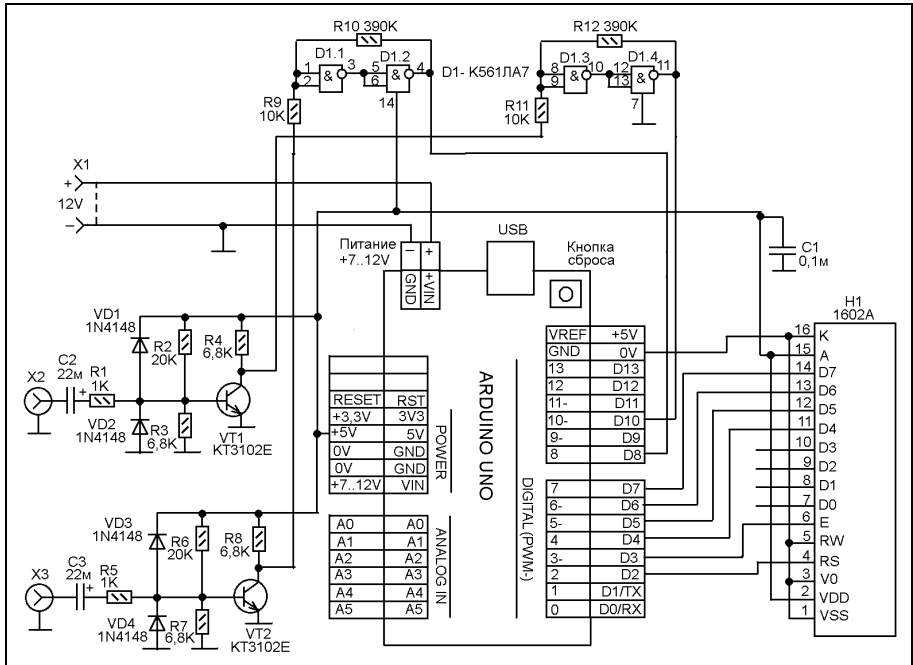 R10 390K
R12 390K
D1.1
D1.2
D1.3
D1.4
1
2
3
5
6
4
&
&
D1- К561ЛА7
8
9
10
12
13
11
&
&
14
7
R9
10K
R11
10K
X1
+
12V
–
Питание
+7..12V
–
+
GND
+VIN
USB
Кнопка
сброса
C1
0,1м
VD1
1N4148
R2
20K
R4
6,8K
X2
C2
22м
+
R1
1K
VD2
1N4148
R3
6,8K
VT1
KT3102E
VD3
1N4148
R6
20K
R8
6,8K
X3
C3
22м
+
R5
1K
VD4
1N4148
R7
6,8K
VT2
KT3102E
RESET RST
+3,3V 3V3
+5V 5V
0V GND
0V GND
+7..12V VIN
POWER
A0 A0
A1 A1
A2 A2
A3 A3
A4 A4
A5 A5
ANALOG IN
ARDUINO UNO
DIGITAL (PWM-)
VREF +5V
GND 0V
13 D13
12 D12
11- D11
10- D10
9- D9
8 D8
7 D7
6- D6
5- D5
4 D4
3- D3
2 D2
1 D1/TX
0 D0/RX
H1
1602A
16 K
15 A
14 D7
13 D6
12 D5
11 D4
10 D3
9 D2
8 D1
7 D0
6 E
5 RW
4 RS
3 V0
2 VDD
1 VSS